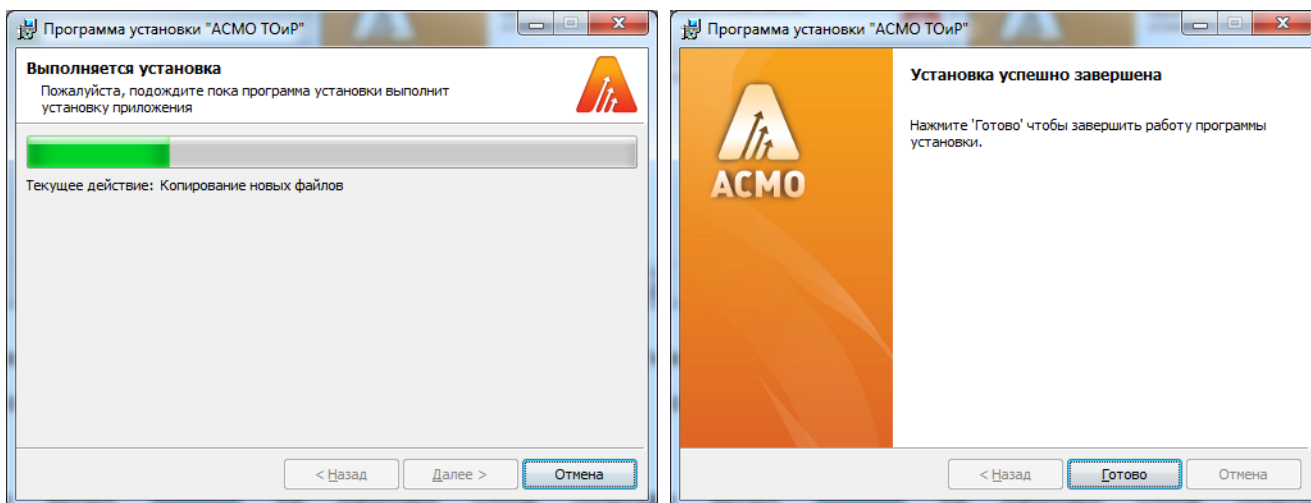 Программа установки "АСМО ТОиР"
Выполняется установка
Пожалуйста, подождите пока программа установки выполнит
установку приложения
Текущее действие: Копирование новых файлов
< Назад
Далее >
Отмена
Программа установки "АСМО ТОиР"
АСМО
Установка успешно завершена
Нажмите 'Готово' чтобы завершить работу программы
установки.
< Назад
Готово
Отмена